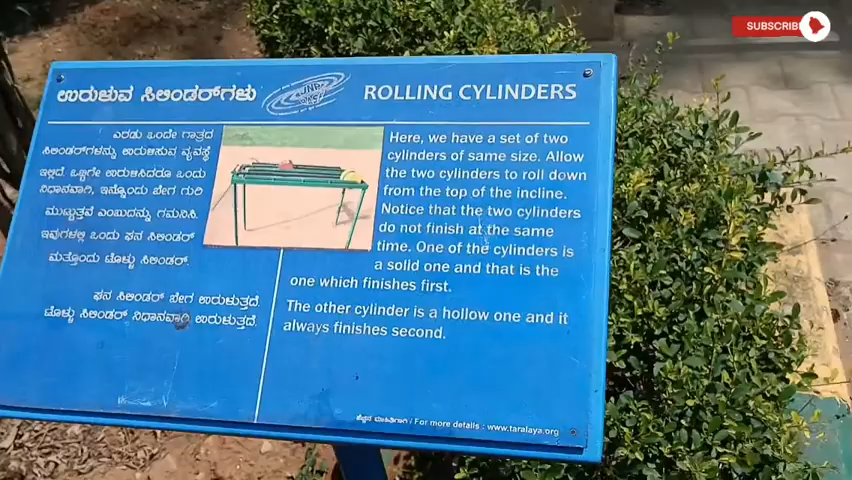 SUBSCRIBE
ಉರುಳುವ ಸಿಲಿಂಡರ್‌ಗಳು
JNP
ROLLING CYLINDERS
ಎರಡು ಒಂದೇ ಗಾತ್ರದ
ಸಿಲಿಂಡರ್‌ಗಳನ್ನು ಉರುಳಿಸುವ ವ್ಯವಸ್ಥೆ
ಇಲ್ಲಿದೆ. ಒಟ್ಟಿಗೇ ಉರುಳಿಸಿದರೂ ಒಂದು
ನಿಧಾನವಾಗಿ, ಇನ್ನೊಂದು ಬೇಗ ಗುರಿ
ಮುಟ್ಟುತ್ತವೆ ಎಂಬುದನ್ನು ಗಮನಿಸಿ.
ಇವುಗಳಲ್ಲಿ ಒಂದು ಘನ ಸಿಲಿಂಡರ್
ಮತ್ತೊಂದು ಟೊಳ್ಳು ಸಿಲಿಂಡರ್.
ಘನ ಸಿಲಿಂಡರ್ ಬೇಗ ಉರುಳುತ್ತದೆ.
ಟೊಳ್ಳು ಸಿಲಿಂಡರ್ ನಿಧಾನವಾಗಿ ಉರುಳುತ್ತದೆ.
Here, we have a set of two
cylinders of same size. Allow
the two cylinders to roll down
from the top of the incline.
Notice that the two cylinders
do not finish at the same
time. One of the cylinders is
a solid one and that is the
one which finishes first.
The other cylinder is a hollow one and it
always finishes second.
ಹೆಚ್ಚಿನ ಮಾಹಿತಿಗಾಗಿ / For more details : www.taralaya.org